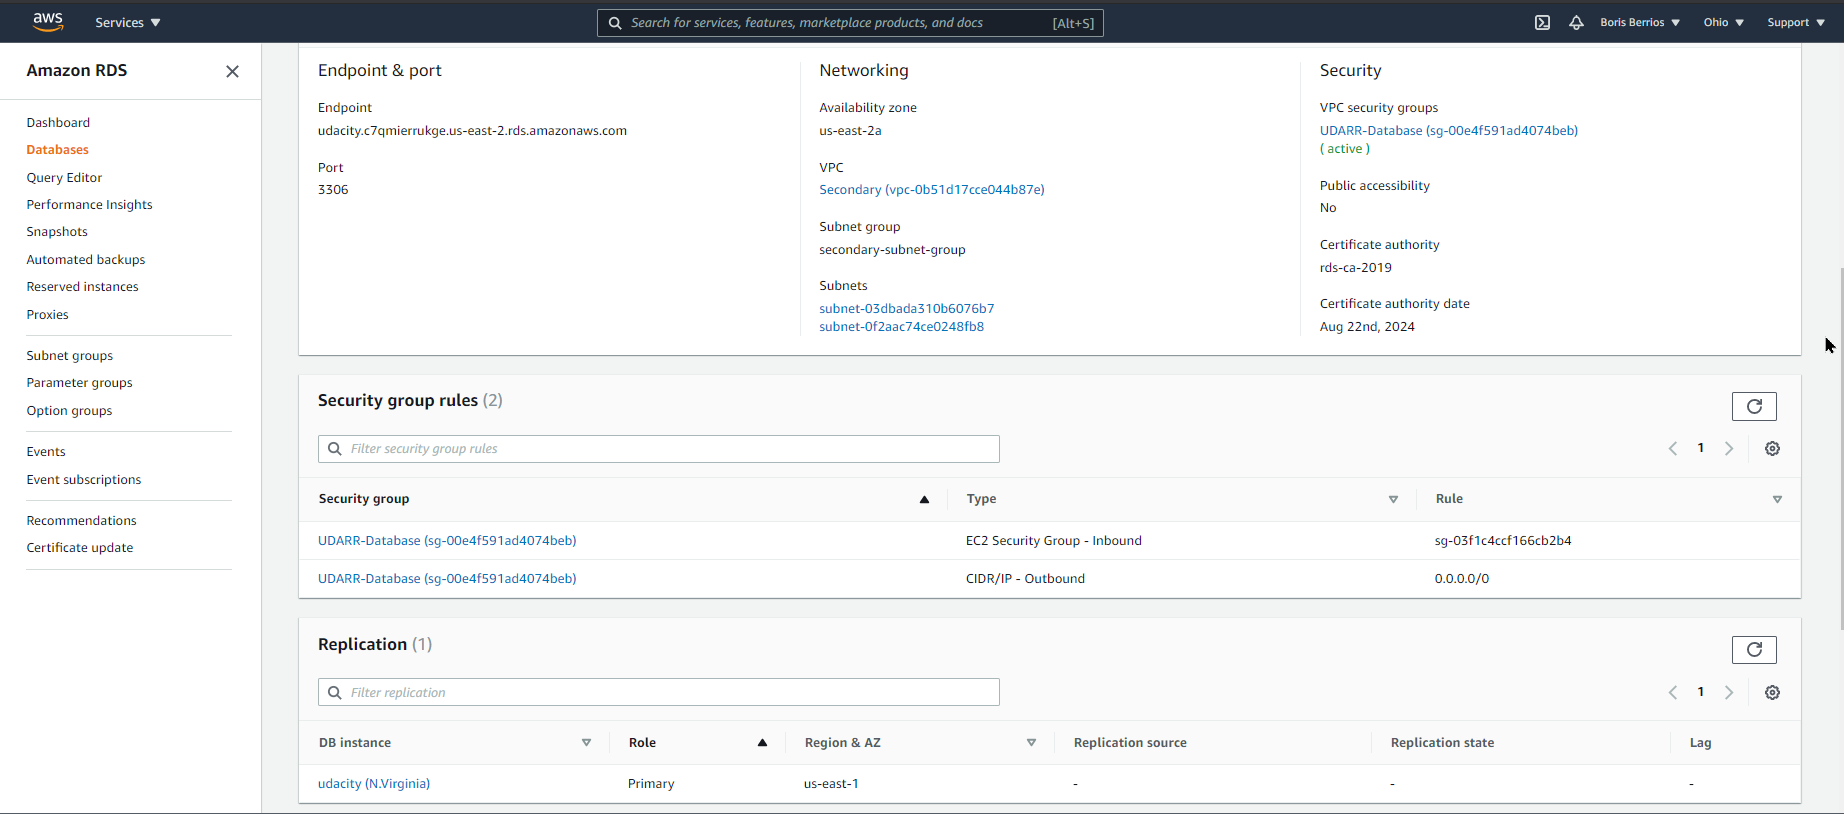 aws
Services
Search for services, features, marketplace products, and docs
[Alt+S]
Boris Berrios
Ohio
Support
Amazon RDS
Dashboard
Databases
Query Editor
Performance Insights
Snapshots
Automated backups
Reserved instances
Proxies
Subnet groups
Parameter groups
Option groups
Events
Event subscriptions
Recommendations
Certificate update
Endpoint & port
Endpoint
udacity.c7qmierrukge.us-east-2.rds.amazonaws.com
Port
3306
Networking
Availability zone
us-east-2a
VPC
Secondary (vpc-0b51d17cce044b87e)
Subnet group
secondary-subnet-group
Subnets
subnet-03dbada310b6076b7
subnet-0f2aac74ce0248fb8
Security
VPC security groups
UDARR-Database (sg-00e4f591ad4074beb)
( active )
Public accessibility
No
Certificate authority
rds-ca-2019
Certificate authority date
Aug 22nd, 2024
Security group rules (2)
Filter security group rules
1
Security group Type Rule
UDARR-Database (sg-00e4f591ad4074beb) EC2 Security Group - Inbound sg-03f1c4ccf166cb2b4
UDARR-Database (sg-00e4f591ad4074beb) CIDR/IP - Outbound 0.0.0.0/0
Replication (1)
Filter replication
1
DB instance Role Region & AZ Replication source Replication state Lag
udacity (N.Virginia) Primary us-east-1 - - -